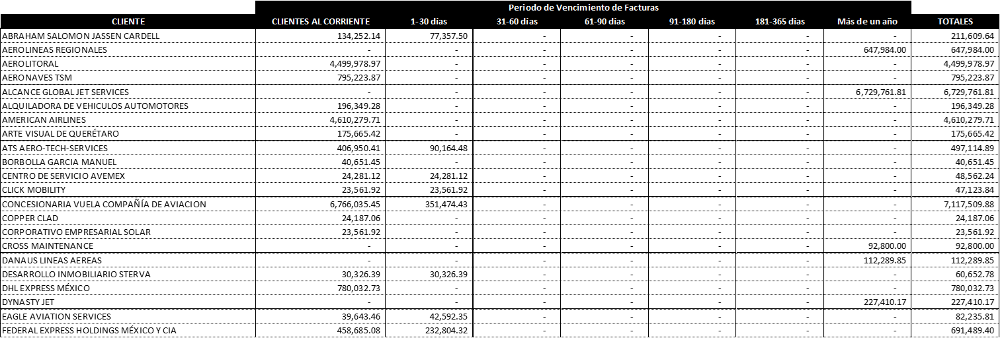 Periodo de Vencimiento de Facturas
CLIENTE CLIENTES AL CORRIENTE 1-30 días 31-60 días 61-90 días 91-180 días 181-365 días Más de un año TOTALES
ABRAHAM SALOMON JASSEN CARDELL 134,252.14 77,357.50 - - - - - 211,609.64
AEROLINEAS REGIONALES - - - - - - 647,984.00 647,984.00
AEROLITORAL 4,499,978.97 - - - - - - 4,499,978.97
AERONAVES TSM 795,223.87 - - - - - - 795,223.87
ALCANCE GLOBAL JET SERVICES - - - - - - 6,729,761.81 6,729,761.81
ALQUILADORA DE VEHICULOS AUTOMOTORES 196,349.28 - - - - - - 196,349.28
AMERICAN AIRLINES 4,610,279.71 - - - - - - 4,610,279.71
ARTE VISUAL DE QUERÉTARO 175,665.42 - - - - - - 175,665.42
ATS AERO-TECH-SERVICES 406,950.41 90,164.48 - - - - - 497,114.89
BORBOLLA GARCIA MANUEL 40,651.45 - - - - - - 40,651.45
CENTRO DE SERVICIO AVEMEX 24,281.12 24,281.12 - - - - - 48,562.24
CLICK MOBILITY 23,561.92 23,561.92 - - - - - 47,123.84
CONCESIONARIA VUELA COMPAÑÍA DE AVIACION 6,766,035.45 351,474.43 - - - - - 7,117,509.88
COPPER CLAD 24,187.06 - - - - - - 24,187.06
CORPORATIVO EMPRESARIAL SOLAR 23,561.92 - - - - - - 23,561.92
CROSS MAINTENANCE - - - - - - 92,800.00 92,800.00
DANAUS LINEAS AEREAS - - - - - - 112,289.85 112,289.85
DESARROLLO INMOBILIARIO STERVA 30,326.39 30,326.39 - - - - - 60,652.78
DHL EXPRESS MÉXICO 780,032.73 - - - - - - 780,032.73
DYNASTY JET - - - - - - 227,410.17 227,410.17
EAGLE AVIATION SERVICES 39,643.46 42,592.35 - - - - - 82,235.81
FEDERAL EXPRESS HOLDINGS MÉXICO Y CIA 458,685.08 232,804.32 - - - - - 691,489.40